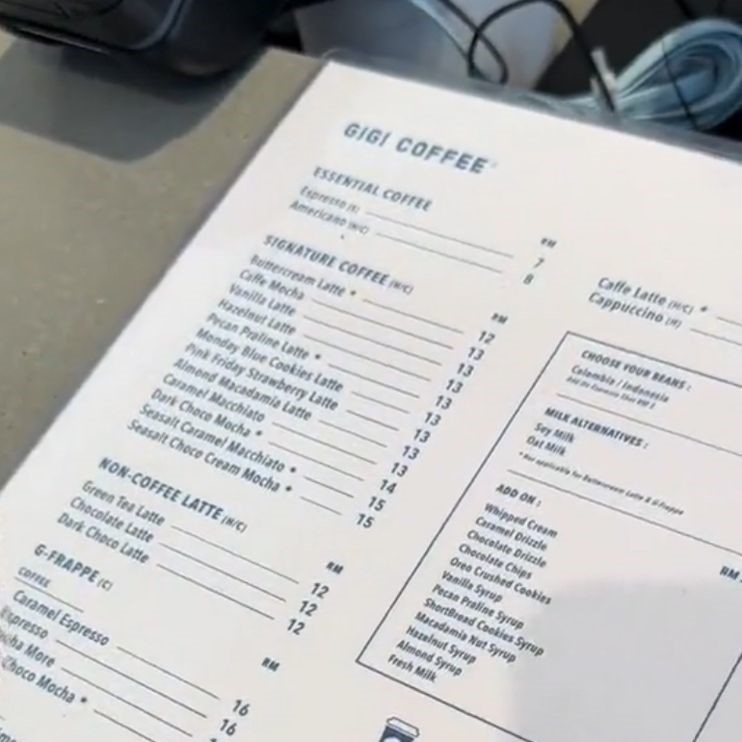 GIGI COFFEE
ESSENTIAL COFFEE RM
Espresso (H) 7
Americano (H/C) 8
SIGNATURE COFFEE (H/C) RM
Buttercream Latte * 12
Caffe Mocha 13
Vanilla Latte 13
Hazelnut Latte 13
Pecan Praline Latte * 13
Monday Blue Cookies Latte 13
Pink Friday Strawberry Latte 13
Almond Macadamia Latte 13
Caramel Macchiato 13
Dark Choco Mocha * 14
Seasalt Caramel Macchiato * 15
Seasalt Choco Cream Mocha * 15
NON-COFFEE LATTE (H/C) RM
Green Tea Latte 12
Chocolate Latte 12
Dark Choco Latte 12
G-FRAPPE (C) RM
COFFEE
Caramel Espresso 16
Espresso 16
More
Choco Mocha *
Caffe Latte (H/C) *
Cappuccino (H)
CHOOSE YOUR BEANS :
Colombia / Indonesia
MILK ALTERNATIVES :
Soy Milk
Oat Milk
* Not applicable for Buttercream Latte & G-Frappe
ADD ON : RM
Whipped Cream
Caramel Drizzle
Chocolate Drizzle
Chocolate Chips
Oreo Crushed Cookies
Vanilla Syrup
Pecan Praline Syrup
ShortBread Cookies Syrup
Macadamia Nut Syrup
Hazelnut Syrup
Almond Syrup
Fresh Milk